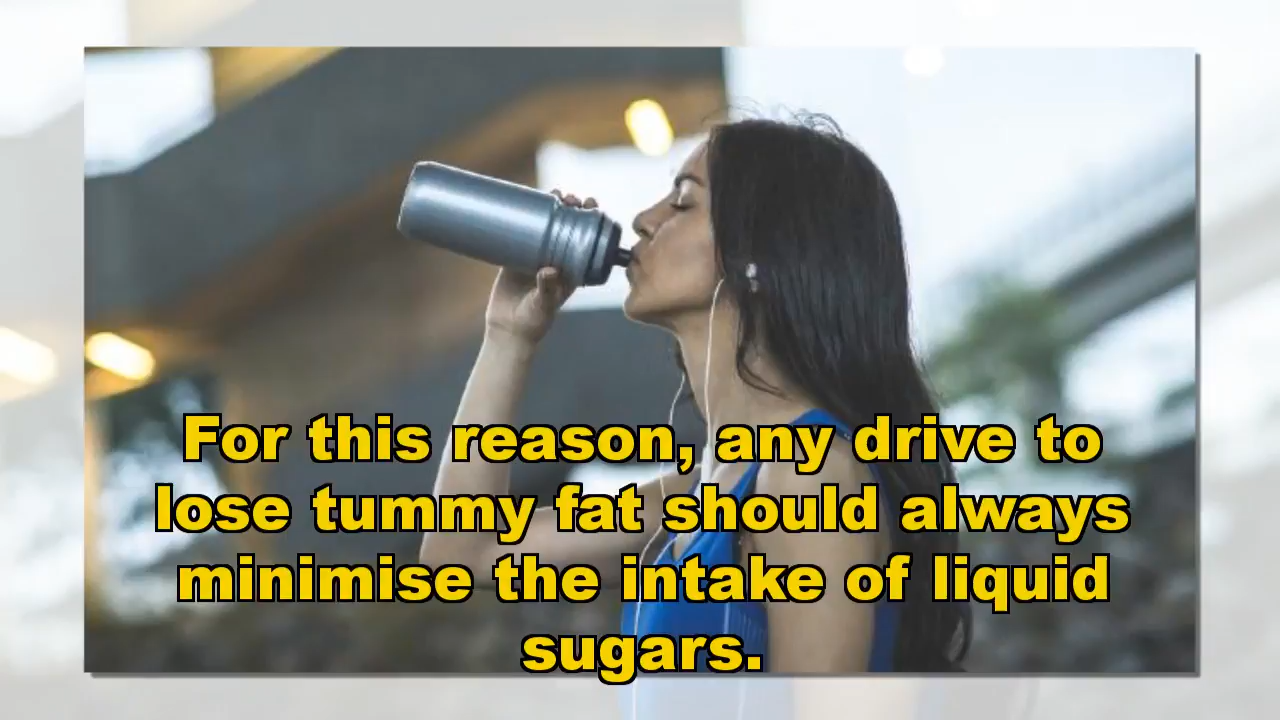 For this reason, any drive to
lose tummy fat should always
minimise the intake of liquid
sugars.